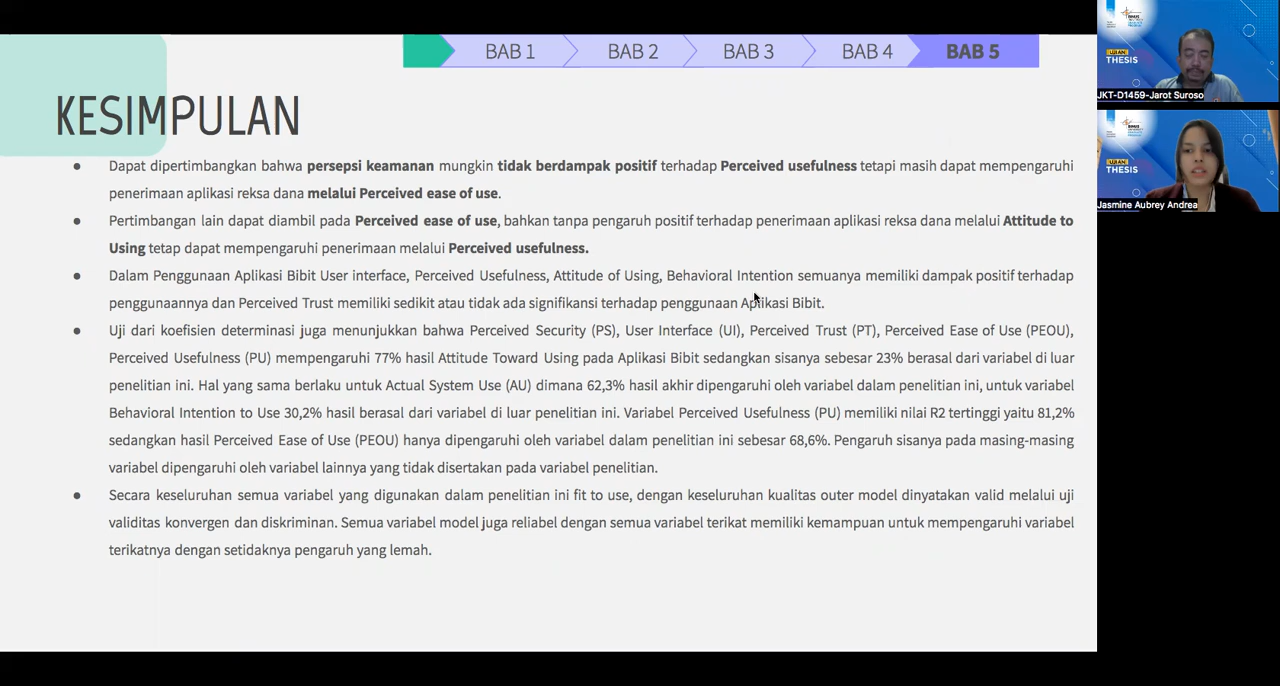 BAB 1
BAB 2
BAB 3
BAB 4
BAB 5
KESIMPULAN
● Dapat dipertimbangkan bahwa persepsi keamanan mungkin tidak berdampak positif terhadap Perceived usefulness tetapi masih dapat mempengaruhi
penerimaan aplikasi reksa dana melalui Perceived ease of use.
● Pertimbangan lain dapat diambil pada Perceived ease of use, bahkan tanpa pengaruh positif terhadap penerimaan aplikasi reksa dana melalui Attitude to
Using tetap dapat mempengaruhi penerimaan melalui Perceived usefulness.
● Dalam Penggunaan Aplikasi Bibit User interface, Perceived Usefulness, Attitude of Using, Behavioral Intention semuanya memiliki dampak positif terhadap
penggunaannya dan Perceived Trust memiliki sedikit atau tidak ada signifikansi terhadap penggunaan Aplikasi Bibit.
● Uji dari koefisien determinasi juga menunjukkan bahwa Perceived Security (PS), User Interface (UI), Perceived Trust (PT), Perceived Ease of Use (PEOU),
Perceived Usefulness (PU) mempengaruhi 77% hasil Attitude Toward Using pada Aplikasi Bibit sedangkan sisanya sebesar 23% berasal dari variabel di luar
penelitian ini. Hal yang sama berlaku untuk Actual System Use (AU) dimana 62,3% hasil akhir dipengaruhi oleh variabel dalam penelitian ini, untuk variabel
Behavioral Intention to Use 30,2% hasil berasal dari variabel di luar penelitian ini. Variabel Perceived Usefulness (PU) memiliki nilai R2 tertinggi yaitu 81,2%
sedangkan hasil Perceived Ease of Use (PEOU) hanya dipengaruhi oleh variabel dalam penelitian ini sebesar 68,6%. Pengaruh sisanya pada masing-masing
variabel dipengaruhi oleh variabel lainnya yang tidak disertakan pada variabel penelitian.
● Secara keseluruhan semua variabel yang digunakan dalam penelitian ini fit to use, dengan keseluruhan kualitas outer model dinyatakan valid melalui uji
validitas konvergen dan diskriminan. Semua variabel model juga reliabel dengan semua variabel terikat memiliki kemampuan untuk mempengaruhi variabel
terikatnya dengan setidaknya pengaruh yang lemah.
UJIAN
THESIS
JKT-D1459-Jarot Suroso
UJIAN
THESIS
Jasmine Aubrey Andrea